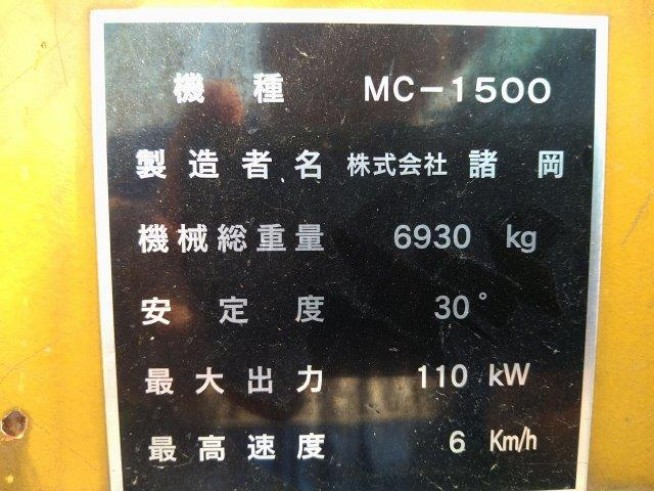 機種 MC-1500
製造者名 株式会社 諸岡
機械総重量 6930 kg
安定度 30°
最大出力 110 kW
最高速度 6 Km/h